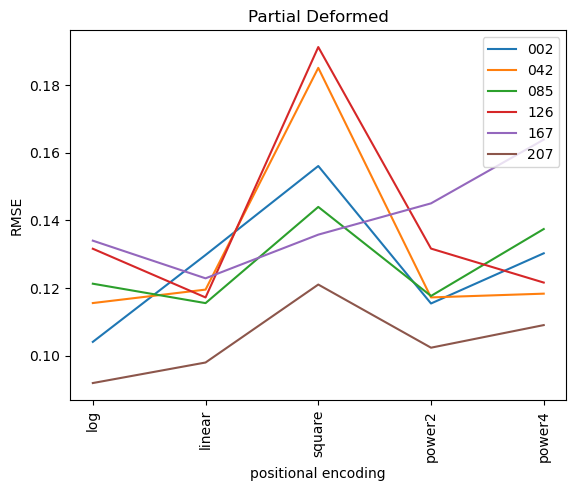 Partial Deformed
002
042
085
126
167
207
0.18
0.16
0.14
0.12
0.10
RMSE
log
linear
square
power2
power4
positional encoding